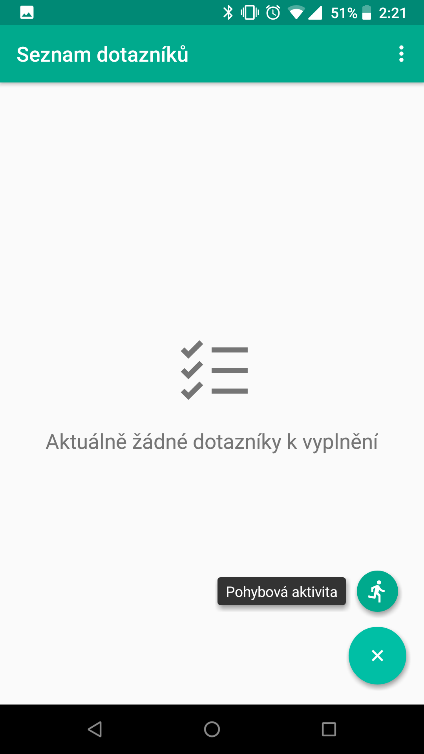 51% 2:21
Seznam dotazníků
Aktuálně žádné dotazníky k vyplnění
Pohybová aktivita